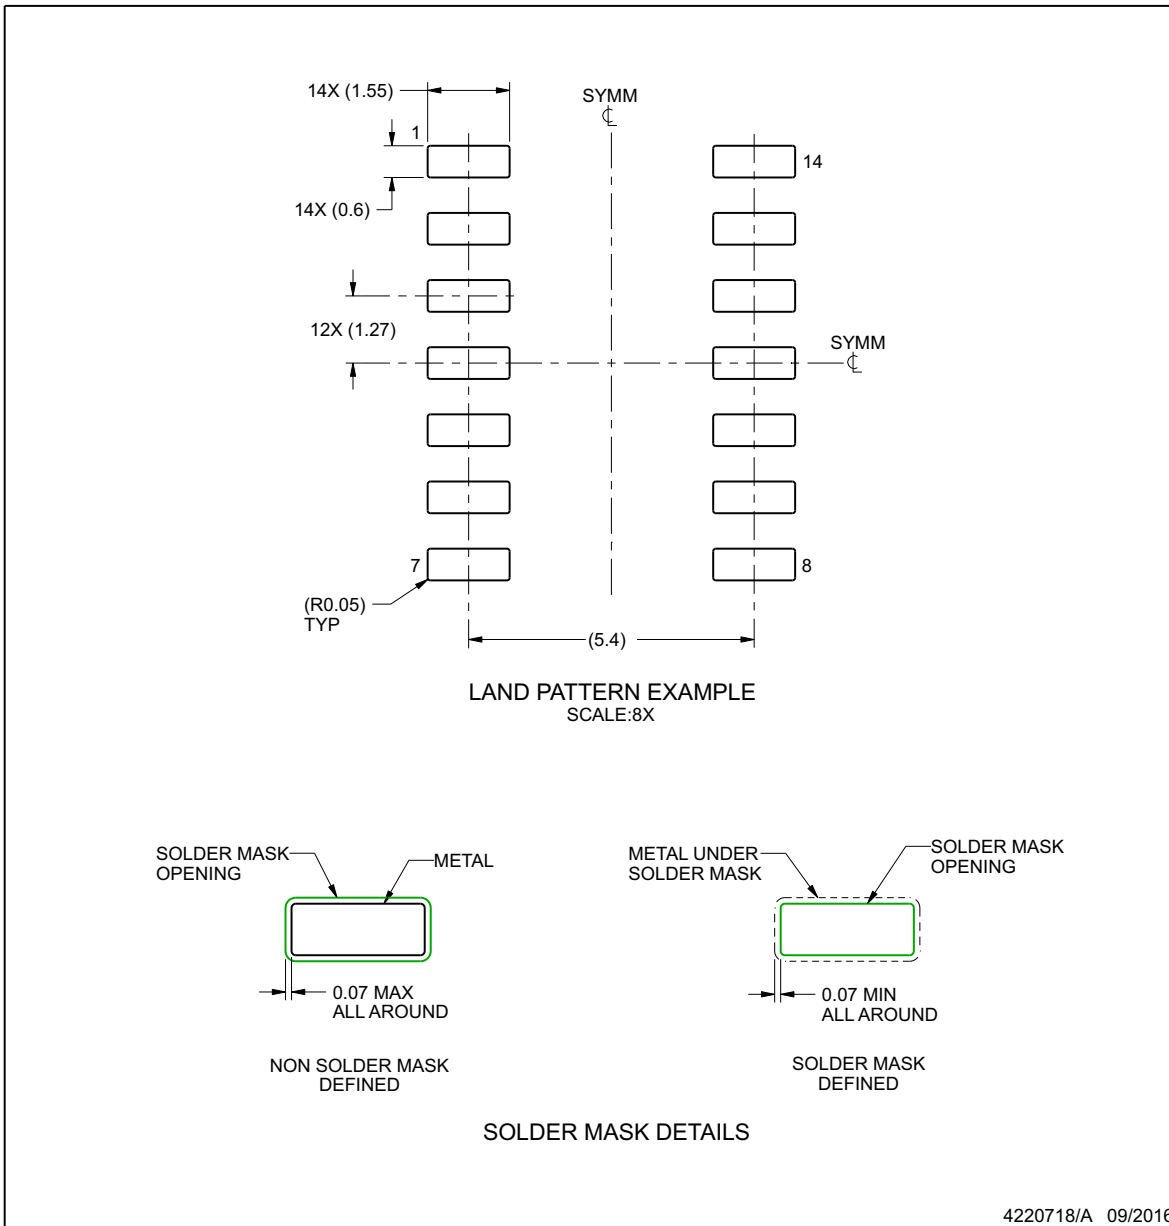 14X (1.55)
SYMM
℄
1
14
14X (0.6)
12X (1.27)
SYMM
℄
7
8
(R0.05)
TYP
(5.4)
LAND PATTERN EXAMPLE
SCALE:8X
SOLDER MASK
OPENING
METAL
METAL UNDER
SOLDER MASK
SOLDER MASK
OPENING
0.07 MAX
ALL AROUND
0.07 MIN
ALL AROUND
NON SOLDER MASK
DEFINED
SOLDER MASK
DEFINED
SOLDER MASK DETAILS
4220718/A 09/2016